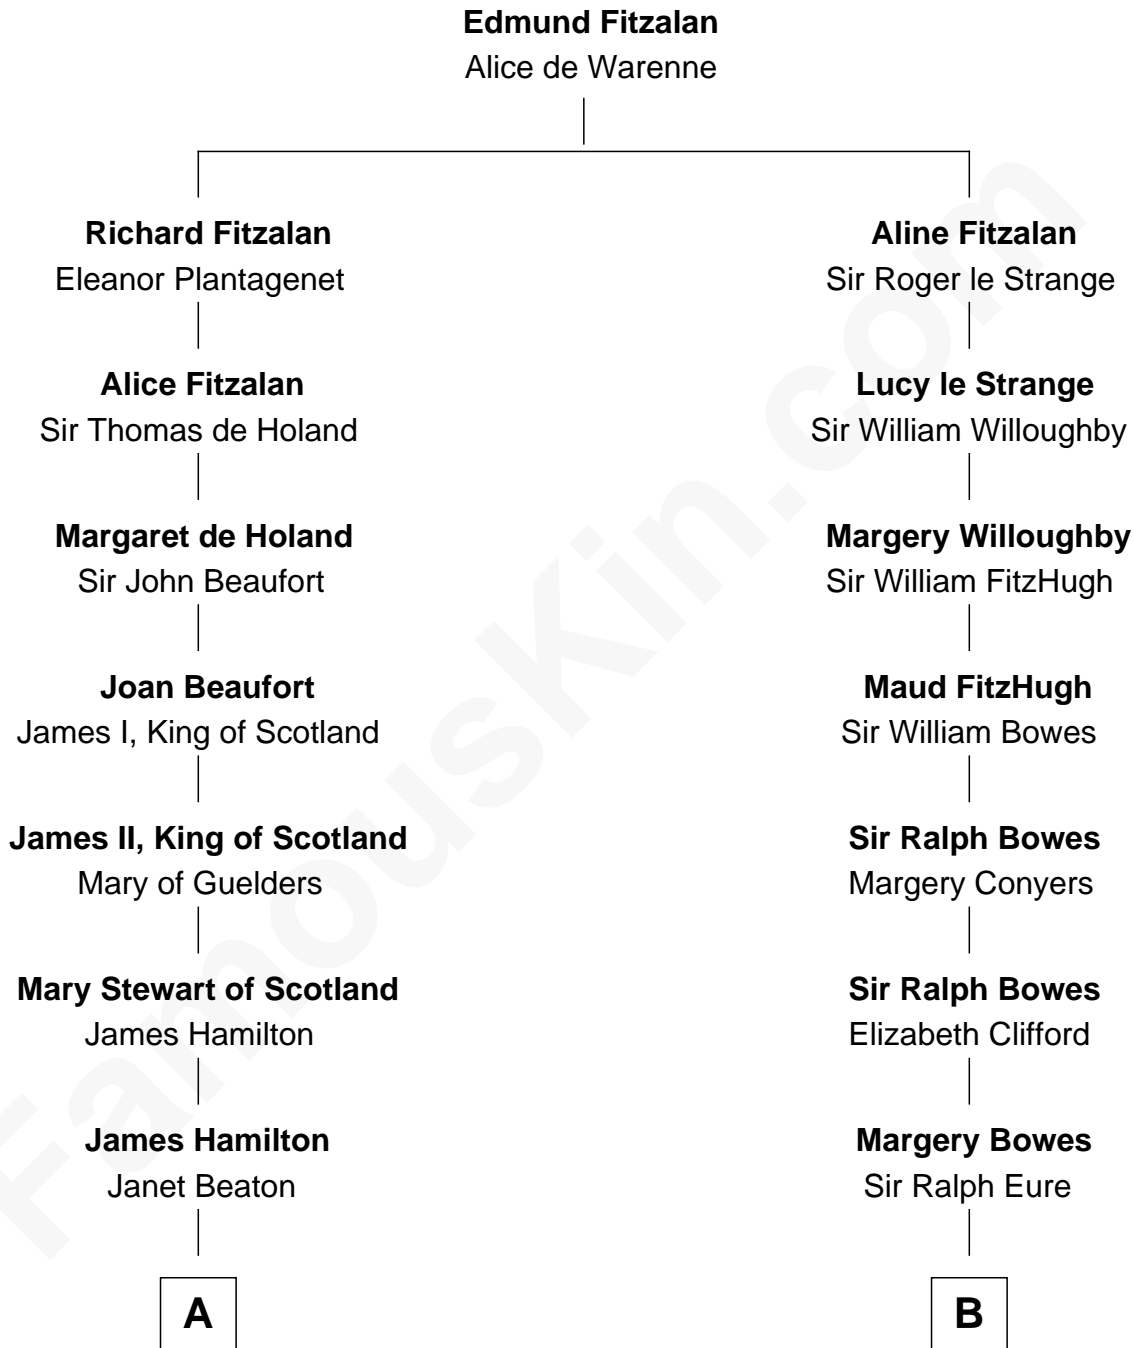 Edmund Fitzalan
Alice de Warenne
Richard Fitzalan
Eleanor Plantagenet
Aline Fitzalan
Sir Roger le Strange
Alice Fitzalan
Sir Thomas de Holand
Lucy le Strange
Sir William Willoughby
Margaret de Holand
Sir John Beaufort
Margery Willoughby
Sir William FitzHugh
Joan Beaufort
James I, King of Scotland
Maud FitzHugh
Sir William Bowes
James II, King of Scotland
Mary of Guelders
Sir Ralph Bowes
Margery Conyers
Mary Stewart of Scotland
James Hamilton
Sir Ralph Bowes
Elizabeth Clifford
James Hamilton
Janet Beaton
Margery Bowes
Sir Ralph Eure
A
B
FamousKin.com